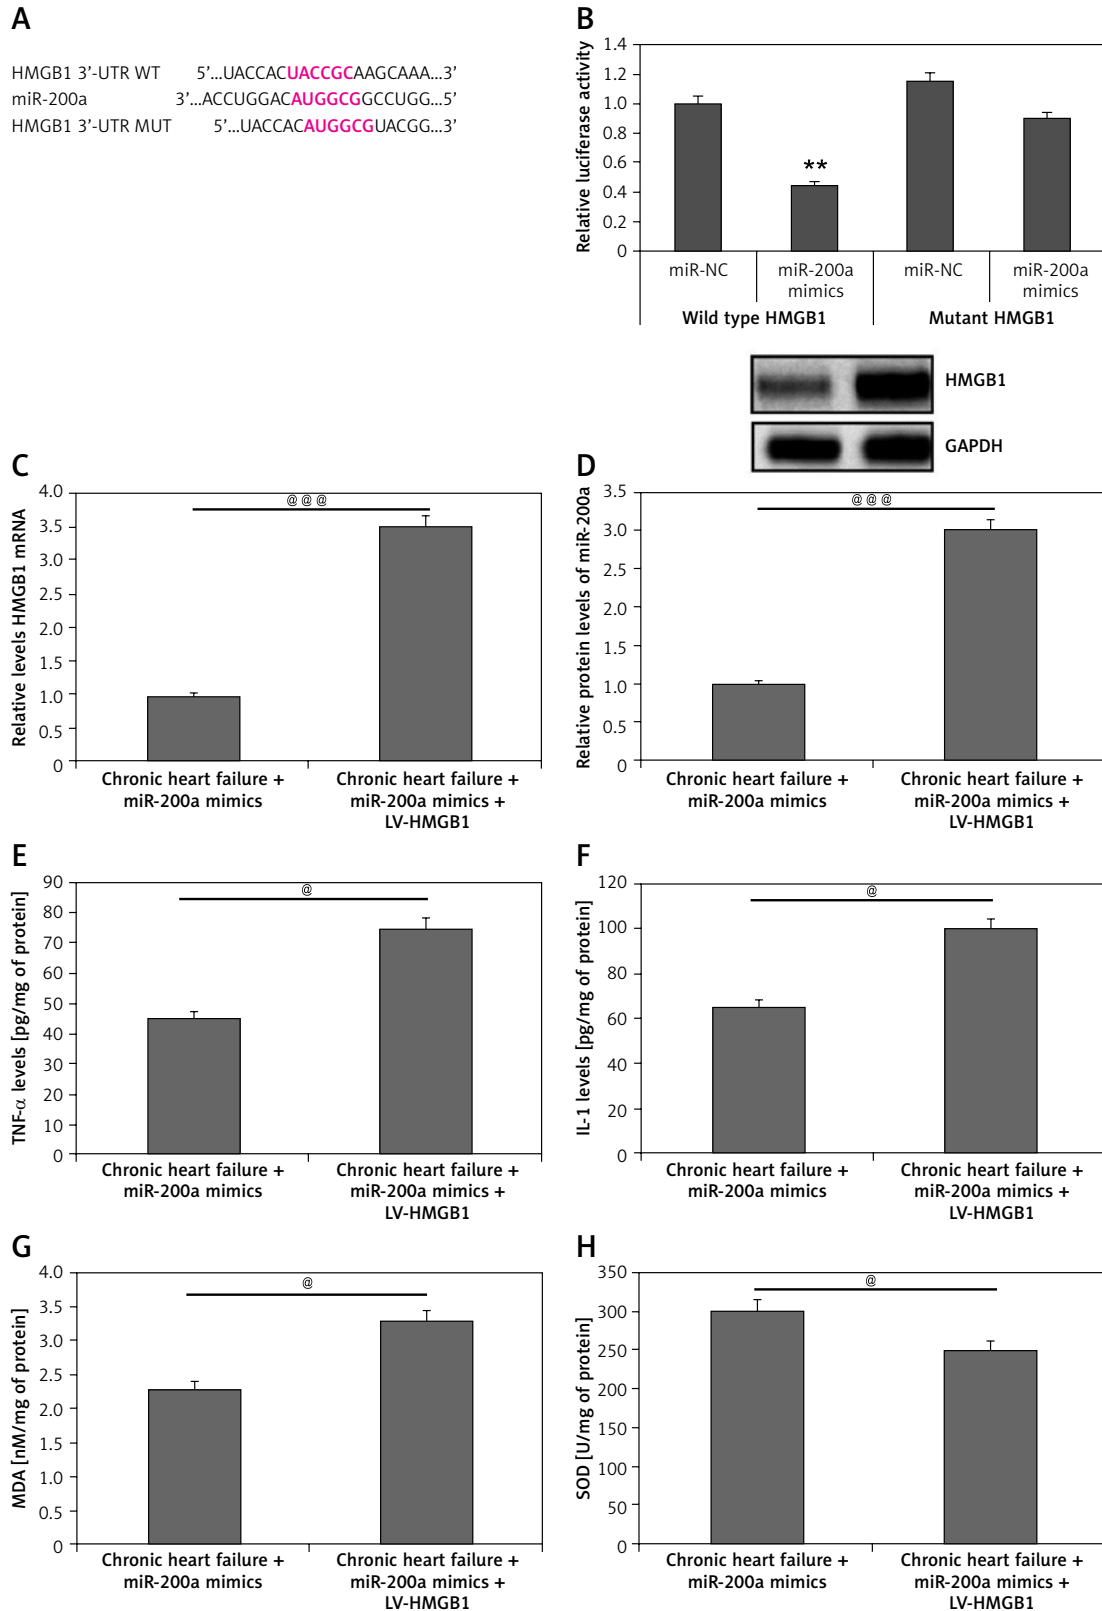 A
HMGB1 3’-UTR WT 5’...UACCACUACCGCAAGCAAA...3’
miR-200a 3’...ACCUGGACAUGGCGGCCUGG...5’
HMGB1 3’-UTR MUT 5’...UACCACAUGGCGUACGG...3’
B
Relative luciferase activity
1.4
1.2
1.0
0.8
0.6
0.4
0.2
0
**
miR-NC
miR-200a
mimics
miR-NC
miR-200a
mimics
Wild type HMGB1
Mutant HMGB1
HMGB1
GAPDH
C
Relative levels HMGB1 mRNA
4.0
3.5
3.0
2.5
2.0
1.5
1.0
0.5
0
@ @ @
Chronic heart failure +
miR-200a mimics
Chronic heart failure +
miR-200a mimics +
LV-HMGB1
D
Relative protein levels of miR-200a
3.5
3.0
2.5
2.0
1.5
1.0
0.5
0
@ @ @
Chronic heart failure +
miR-200a mimics
Chronic heart failure +
miR-200a mimics +
LV-HMGB1
E
TNF-α levels [pg/mg of protein]
90
80
70
60
50
40
30
20
10
0
@
Chronic heart failure +
miR-200a mimics
Chronic heart failure +
miR-200a mimics +
LV-HMGB1
F
IL-1 levels [pg/mg of protein]
120
100
80
60
40
20
0
@
Chronic heart failure +
miR-200a mimics
Chronic heart failure +
miR-200a mimics +
LV-HMGB1
G
MDA [nM/mg of protein]
4.0
3.5
3.0
2.5
2.0
1.5
1.0
0.5
0
@
Chronic heart failure +
miR-200a mimics
Chronic heart failure +
miR-200a mimics +
LV-HMGB1
H
SOD [U/mg of protein]
350
300
250
200
150
100
50
0
@
Chronic heart failure +
miR-200a mimics
Chronic heart failure +
miR-200a mimics +
LV-HMGB1